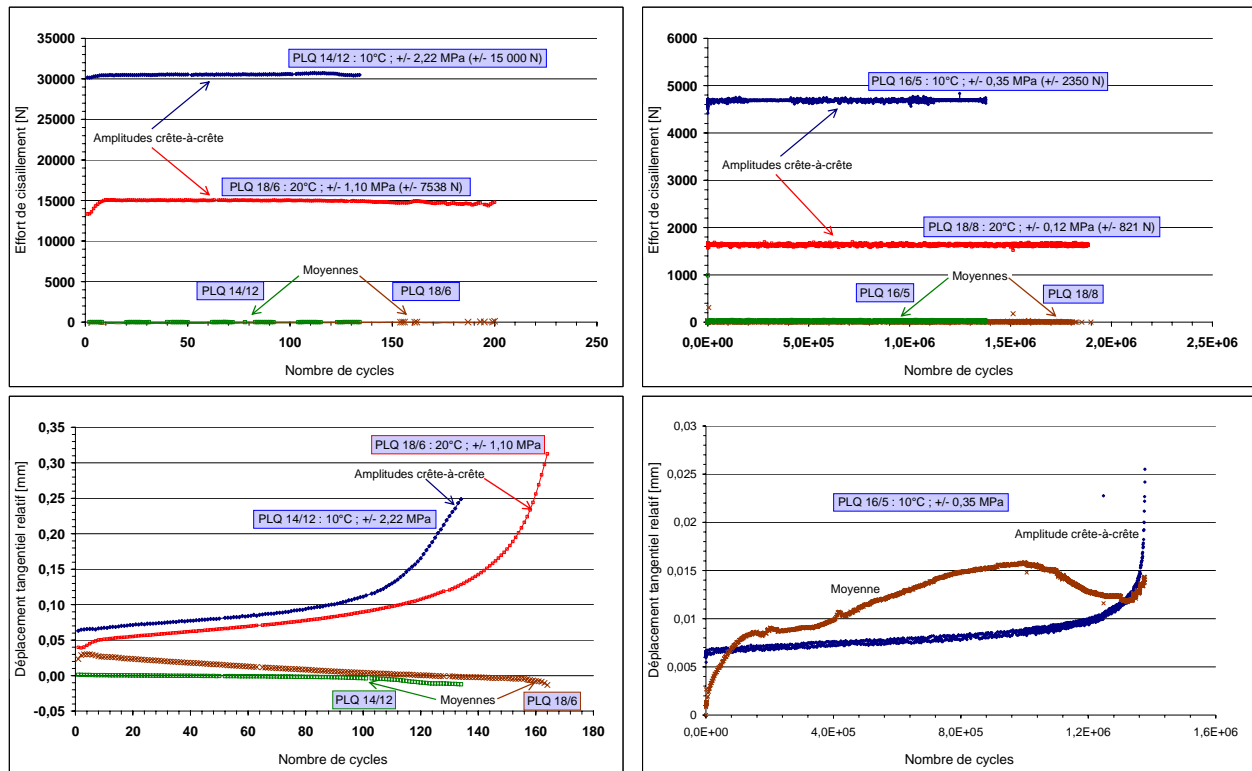 35000
30000
25000
20000
15000
10000
5000
0
0
50
100
150
200
250
Effort de cisaillement [N]
Nombre de cycles
PLQ 14/12 : 10°C ; +/- 2,22 MPa (+/- 15 000 N)
Amplitudes crête-à-crête
PLQ 18/6 : 20°C ; +/- 1,10 MPa (+/- 7538 N)
Moyennes
PLQ 14/12
PLQ 18/6
6000
5000
4000
3000
2000
1000
0
0,0E+00
5,0E+05
1,0E+06
1,5E+06
2,0E+06
2,5E+06
Effort de cisaillement [N]
Nombre de cycles
PLQ 16/5 : 10°C ; +/- 0,35 MPa (+/- 2350 N)
Amplitudes crête-à-crête
PLQ 18/8 : 20°C ; +/- 0,12 MPa (+/- 821 N)
Moyennes
PLQ 16/5
PLQ 18/8
0,35
0,30
0,25
0,20
0,15
0,10
0,05
0,00
-0,05
0
20
40
60
80
100
120
140
160
180
Déplacement tangentiel relatif [mm]
Nombre de cycles
PLQ 18/6 : 20°C ; +/- 1,10 MPa
Amplitudes crête-à-crête
PLQ 14/12 : 10°C ; +/- 2,22 MPa
PLQ 14/12
Moyennes
PLQ 18/6
0,03
0,025
0,02
0,015
0,01
0,005
0
0,0E+00
4,0E+05
8,0E+05
1,2E+06
1,6E+06
Déplacement tangentiel relatif [mm]
Nombre de cycles
PLQ 16/5 : 10°C ; +/- 0,35 MPa
Amplitude crête-à-crête
Moyenne